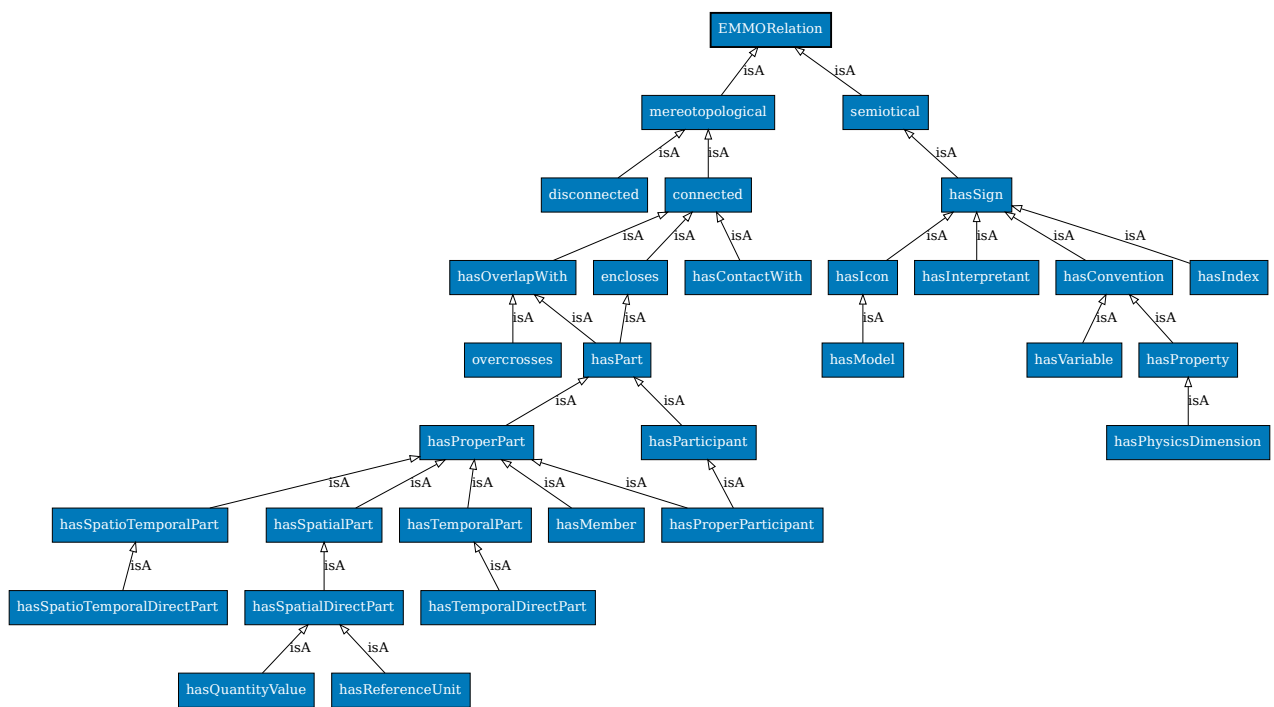 EMMORelation
isA
isA
mereotopological
semiotical
isA
isA
isA
disconnected
connected
hasSign
isA
isA
isA
isA
isA
isA
isA
hasOverlapWith
encloses
hasContactWith
hasIcon
hasInterpretant
hasConvention
hasIndex
isA
isA
isA
isA
isA
isA
overcrosses
hasPart
hasModel
hasVariable
hasProperty
isA
isA
isA
hasProperPart
hasParticipant
hasPhysicsDimension
isA
isA
isA
isA
isA
isA
hasSpatioTemporalPart
hasSpatialPart
hasTemporalPart
hasMember
hasProperParticipant
isA
isA
isA
hasSpatioTemporalDirectPart
hasSpatialDirectPart
hasTemporalDirectPart
isA
isA
hasQuantityValue
hasReferenceUnit